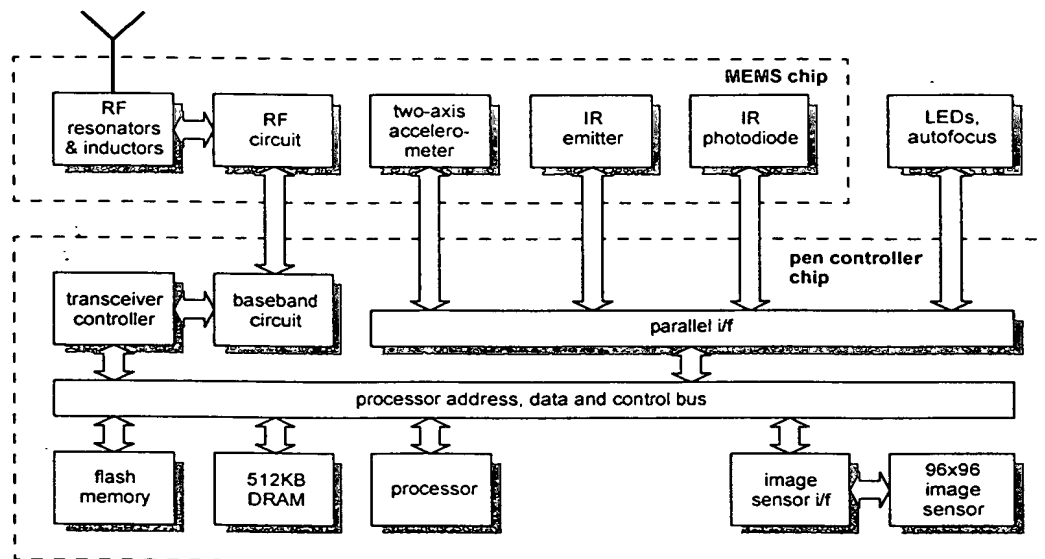 MEMS chip
RF
resonators
& inductors
RF
circuit
two-axis
accelero-
meter
IR
emitter
IR
photodiode
LEDs,
autofocus
pen controller
chip
transceiver
controller
baseband
circuit
parallel i/f
processor address, data and control bus
flash
memory
512KB
DRAM
processor
image
sensor i/f
96x96
image
sensor